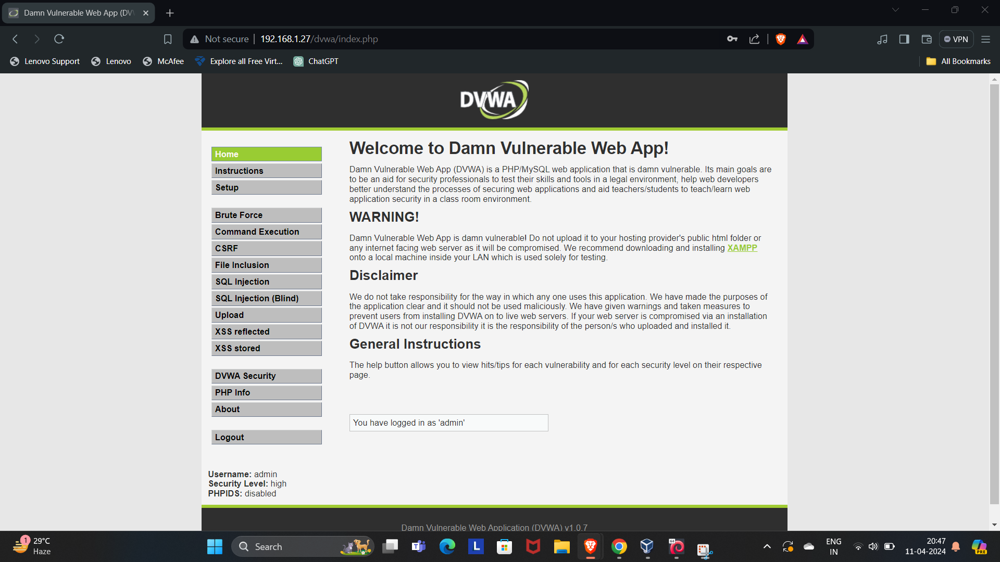 Damn Vulnerable Web App (DV
Not secure
192.168.1.27/dvwa/index.php
VPN
Lenovo Support
Lenovo
McAfee
Explore all Free Virt...
ChatGPT
All Bookmarks
DVWA
Home
Instructions
Setup
Brute Force
Command Execution
CSRF
File Inclusion
SQL Injection
SQL Injection (Blind)
Upload
XSS reflected
XSS stored
DVWA Security
PHP Info
About
Logout
Username: admin
Security Level: high
PHPIDS: disabled
Welcome to Damn Vulnerable Web App!
Damn Vulnerable Web App (DVWA) is a PHP/MySQL web application that is damn vulnerable. Its main goals are
to be an aid for security professionals to test their skills and tools in a legal environment, help web developers
better understand the processes of securing web applications and aid teachers/students to teach/learn web
application security in a class room environment.
WARNING!
Damn Vulnerable Web App is damn vulnerable! Do not upload it to your hosting provider's public html folder or
any internet facing web server as it will be compromised. We recommend downloading and installing XAMPP
onto a local machine inside your LAN which is used solely for testing.
Disclaimer
We do not take responsibility for the way in which any one uses this application. We have made the purposes of
the application clear and it should not be used maliciously. We have given warnings and taken measures to
prevent users from installing DVWA on to live web servers. If your web server is compromised via an installation
of DVWA it is not our responsibility it is the responsibility of the person/s who uploaded and installed it.
General Instructions
The help button allows you to view hits/tips for each vulnerability and for each security level on their respective
page.
You have logged in as 'admin'
Damn Vulnerable Web Application (DVWA) v1.0.7
1
29°C
Haze
Search
L
64
ENG
IN
20:47
11-04-2024
PRE